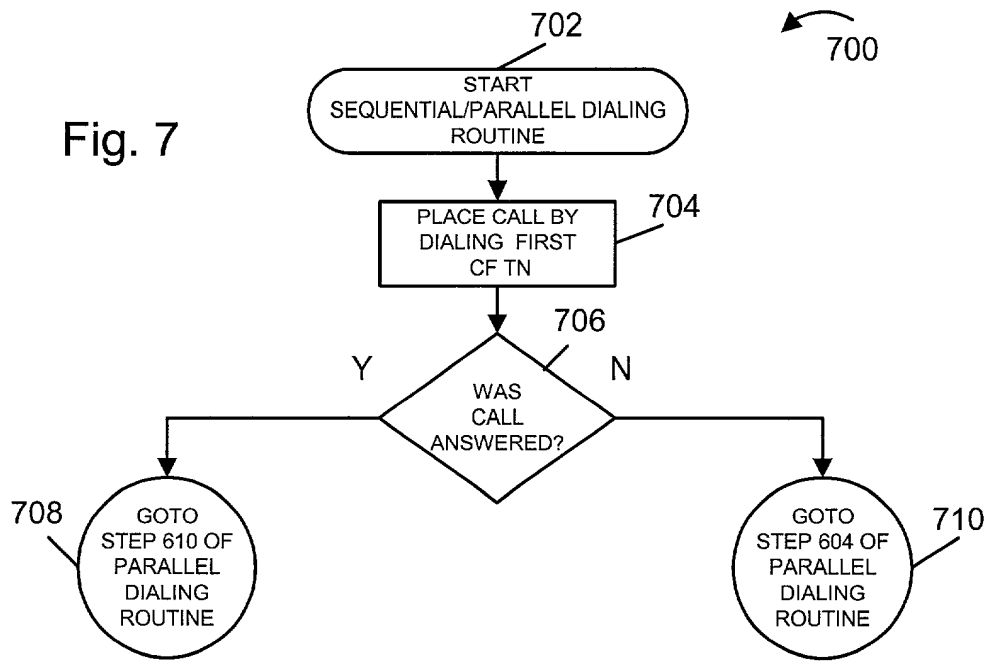 702
700
START
SEQUENTIAL/PARALLEL DIALING
ROUTINE
Fig. 7
704
PLACE CALL BY
DIALING FIRST
CF TN
706
Y
N
WAS
CALL
ANSWERED?
708
GOTO
STEP 610 OF
PARALLEL
DIALING
ROUTINE
710
GOTO
STEP 604 OF
PARALLEL
DIALING
ROUTINE